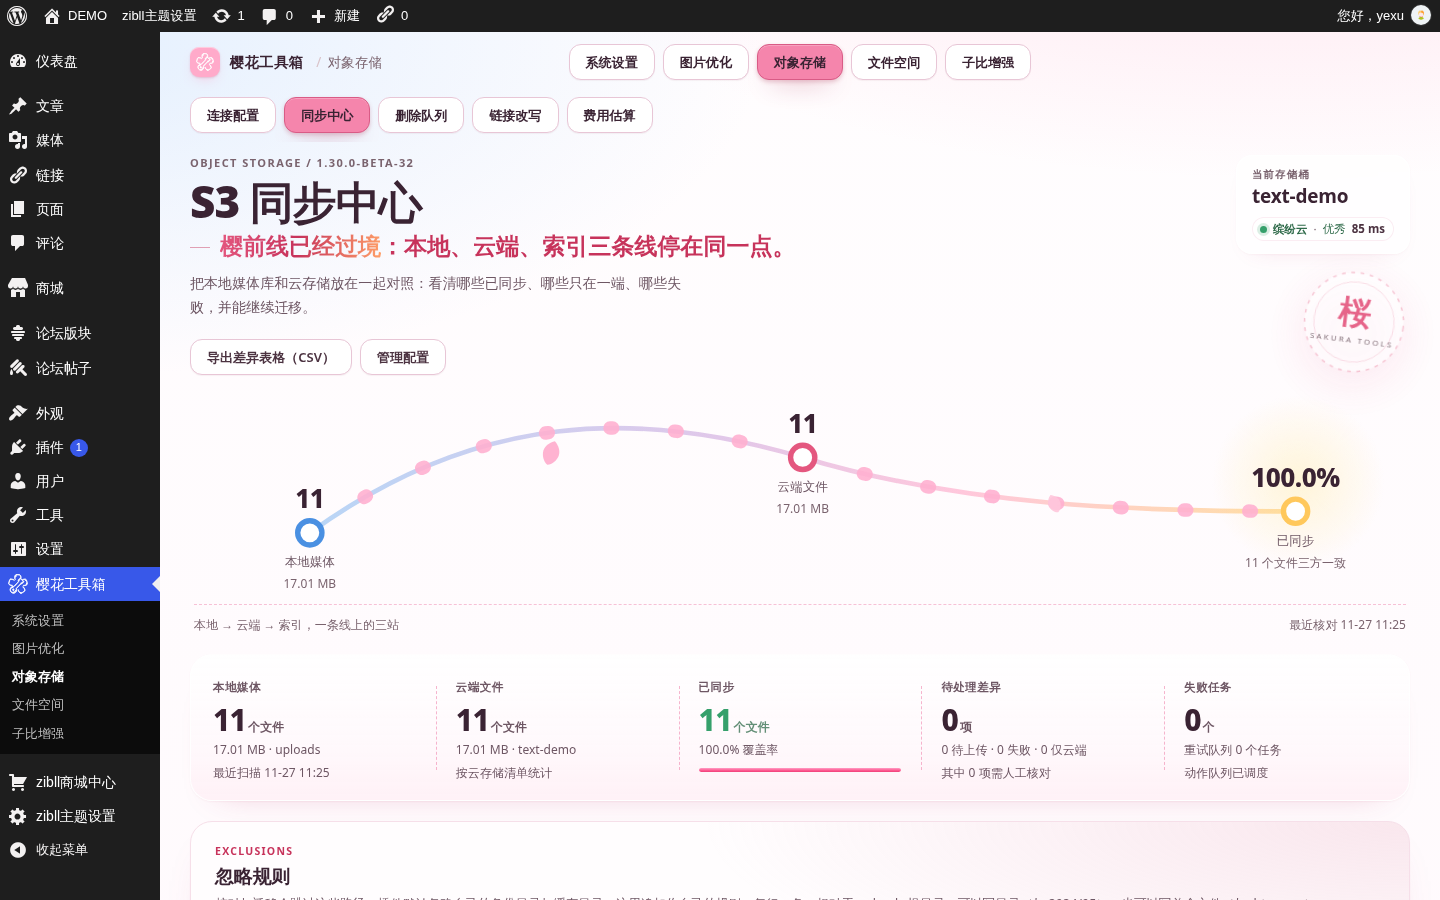 DEMO
zibll主题设置
1
0
新建
0
您好，yexu
仪表盘
文章
媒体
链接
页面
评论
商城
论坛版块
论坛帖子
外观
插件 1
用户
工具
设置
樱花工具箱
系统设置
图片优化
对象存储
文件空间
子比增强
zibll商城中心
zibll主题设置
收起菜单
樱花工具箱 / 对象存储
系统设置
图片优化
对象存储
文件空间
子比增强
连接配置
同步中心
删除队列
链接改写
费用估算
OBJECT STORAGE / 1.30.0-BETA-32
S3 同步中心
— 樱前线已经过境：本地、云端、索引三条线停在同一点。
把本地媒体库和云存储放在一起对照：看清哪些已同步、哪些只在一端、哪些失
败，并能继续迁移。
导出差异表格（CSV）
管理配置
当前存储桶
text-demo
缤纷云 · 优秀 85 ms
桜
SAKURA TOOLS
11
本地媒体
17.01 MB
11
云端文件
17.01 MB
100.0%
已同步
11 个文件三方一致
本地 → 云端 → 索引，一条线上的三站
最近核对 11-27 11:25
本地媒体
11个文件
17.01 MB · uploads
最近扫描 11-27 11:25
云端文件
11个文件
17.01 MB · text-demo
按云存储清单统计
已同步
11个文件
100.0% 覆盖率
待处理差异
0项
0 待上传 · 0 失败 · 0 仅云端
其中 0 项需人工核对
失败任务
0个
重试队列 0 个任务
动作队列已调度
EXCLUSIONS
忽略规则